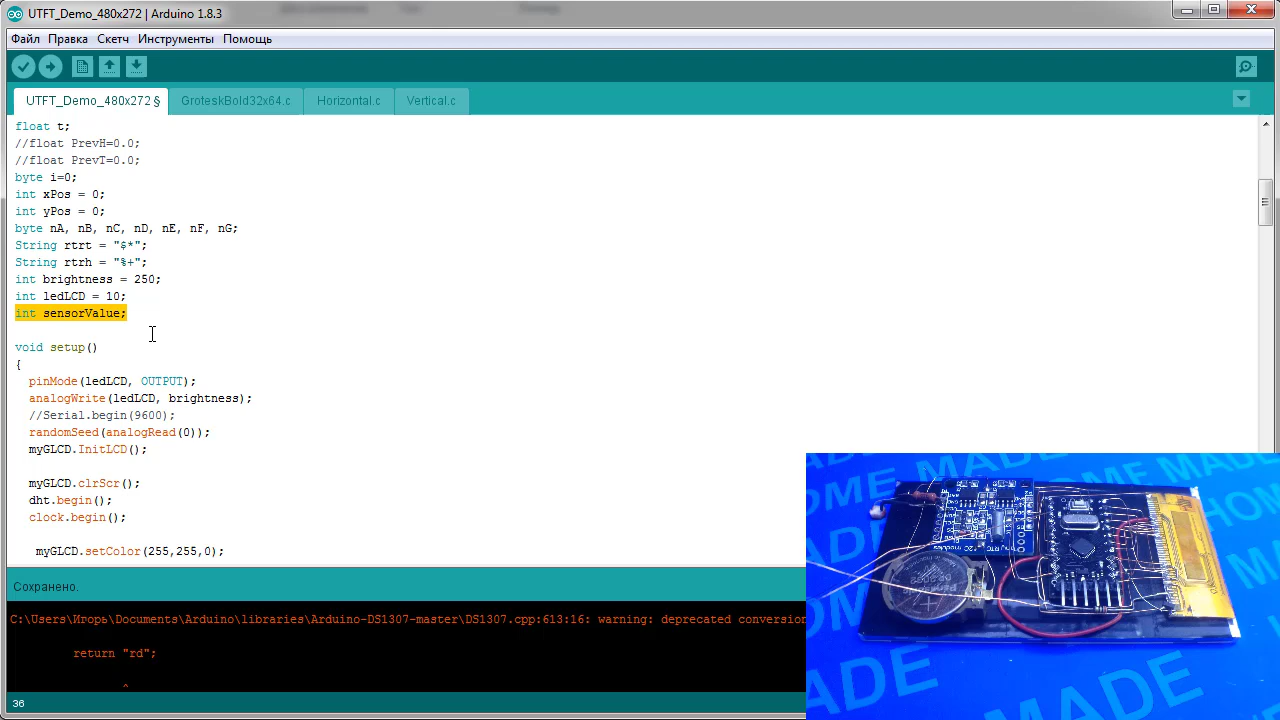 UTFT_Demo_480x272 | Arduino 1.8.3
Файл Правка Скетч Инструменты Помощь
UTFT_Demo_480x272 § GroteskBold32x64.c Horizontal.c Vertical.c
float t;
//float PrevH=0.0;
//float PrevT=0.0;
byte i=0;
int xPos = 0;
int yPos = 0;
byte nA, nB, nC, nD, nE, nF, nG;
String rtrt = "$*";
String rtrh = "%+";
int brightness = 250;
int ledLCD = 10;
int sensorValue;
void setup()
{
pinMode(ledLCD, OUTPUT);
analogWrite(ledLCD, brightness);
//Serial.begin(9600);
randomSeed(analogRead(0));
myGLCD.InitLCD();
myGLCD.clrScr();
dht.begin();
clock.begin();
myGLCD.setColor(255,255,0);
Сохранено.
C:\Users\Игорь\Documents\Arduino\libraries\Arduino-DS1307-master\DS1307.cpp:613:16: warning: deprecated conversion
return "rd";
^
36
HOME MADE
HOME MADE
MADE